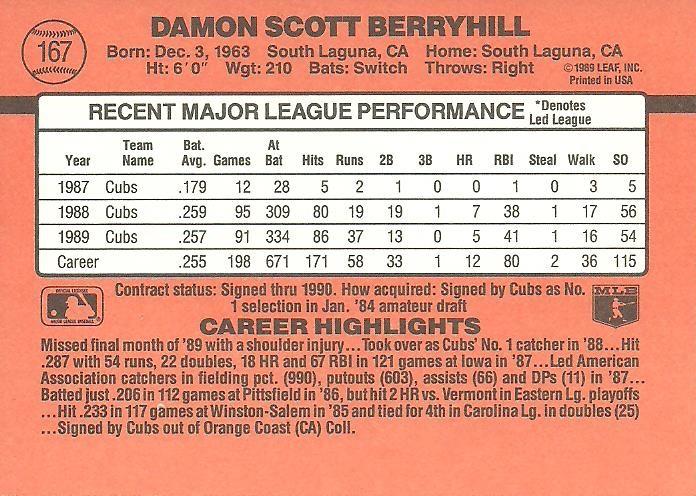 167
DAMON SCOTT BERRYHILL
Born: Dec. 3, 1963 South Laguna, CA Home: South Laguna, CA
Ht: 6'0" Wgt: 210 Bats: Switch Throws: Right
©1989 LEAF, INC.
Printed in USA
RECENT MAJOR LEAGUE PERFORMANCE *Denotes Led League
Year Team Name Bat. Avg. Games At Bat Hits Runs 2B 3B HR RBI Steal Walk SO
1987 Cubs .179 12 28 5 2 1 0 0 1 0 3 5
1988 Cubs .259 95 309 80 19 19 1 7 38 1 17 56
1989 Cubs .257 91 334 86 37 13 0 5 41 1 16 54
Career .255 198 671 171 58 33 1 12 80 2 36 115
Contract status: Signed thru 1990. How acquired: Signed by Cubs as No.
1 selection in Jan. '84 amateur draft
MLB
CAREER HIGHLIGHTS
Missed final month of '89 with a shoulder injury...Took over as Cubs' No. 1 catcher in '88...Hit
.287 with 54 runs, 22 doubles, 18 HR and 67 RBI in 121 games at Iowa in '87...Led American
Association catchers in fielding pct. (990), putouts (603), assists (66) and DPs (11) in '87...
Batted just .206 in 112 games at Pittsfield in '86, but hit 2 HR vs. Vermont in Eastern Lg. playoffs
...Hit .233 in 117 games at Winston-Salem in '85 and tied for 4th in Carolina Lg. in doubles (25)
...Signed by Cubs out of Orange Coast (CA) Coll.